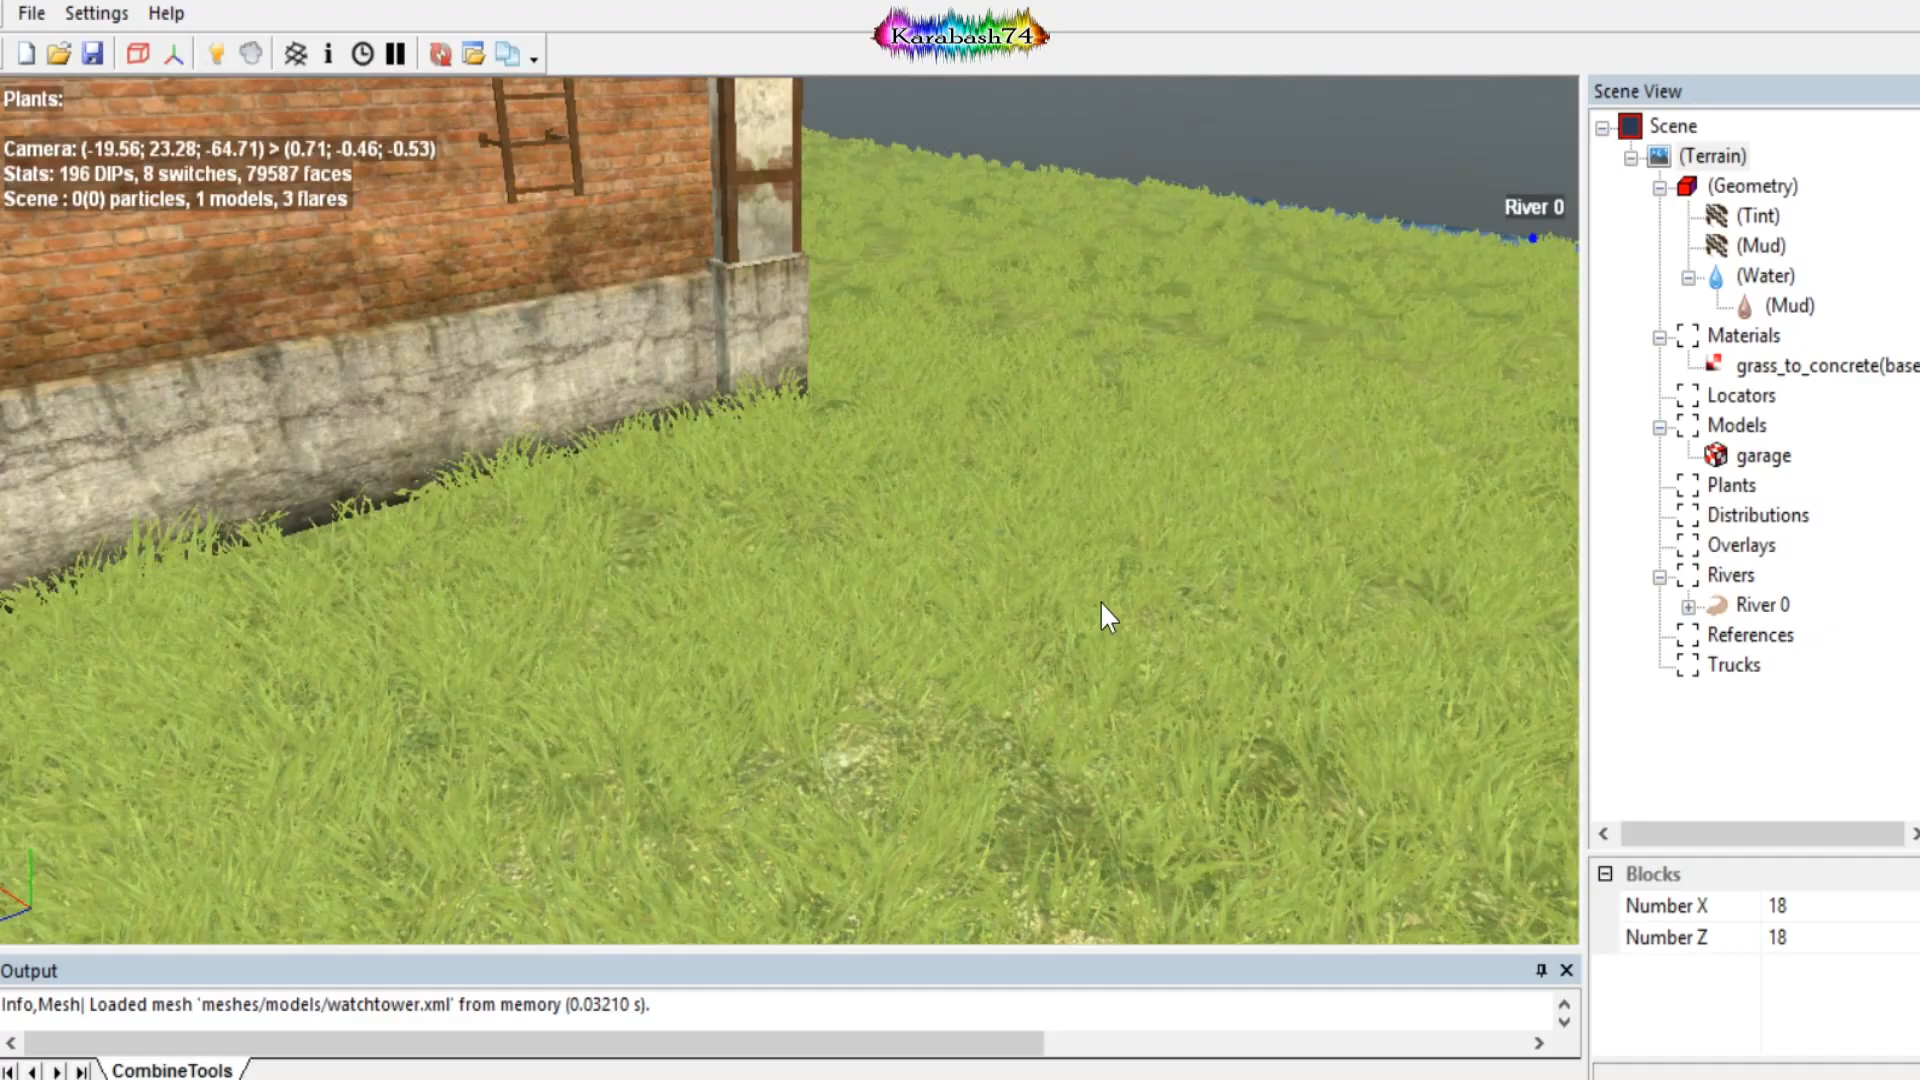 File Settings Help
Karabash74
Plants:
Camera: (-19.56; 23.28; -64.71) > (0.71; -0.46; -0.53)
Stats: 196 DIPs, 8 switches, 79587 faces
Scene : 0(0) particles, 1 models, 3 flares
River 0
Scene View
Scene
(Terrain)
(Geometry)
(Tint)
(Mud)
(Water)
(Mud)
Materials
grass_to_concrete(base
Locators
Models
garage
Plants
Distributions
Overlays
Rivers
River 0
References
Trucks
Blocks
Number X 18
Number Z 18
Output
Info,Mesh| Loaded mesh 'meshes/models/watchtower.xml' from memory (0.03210 s).
CombineTools